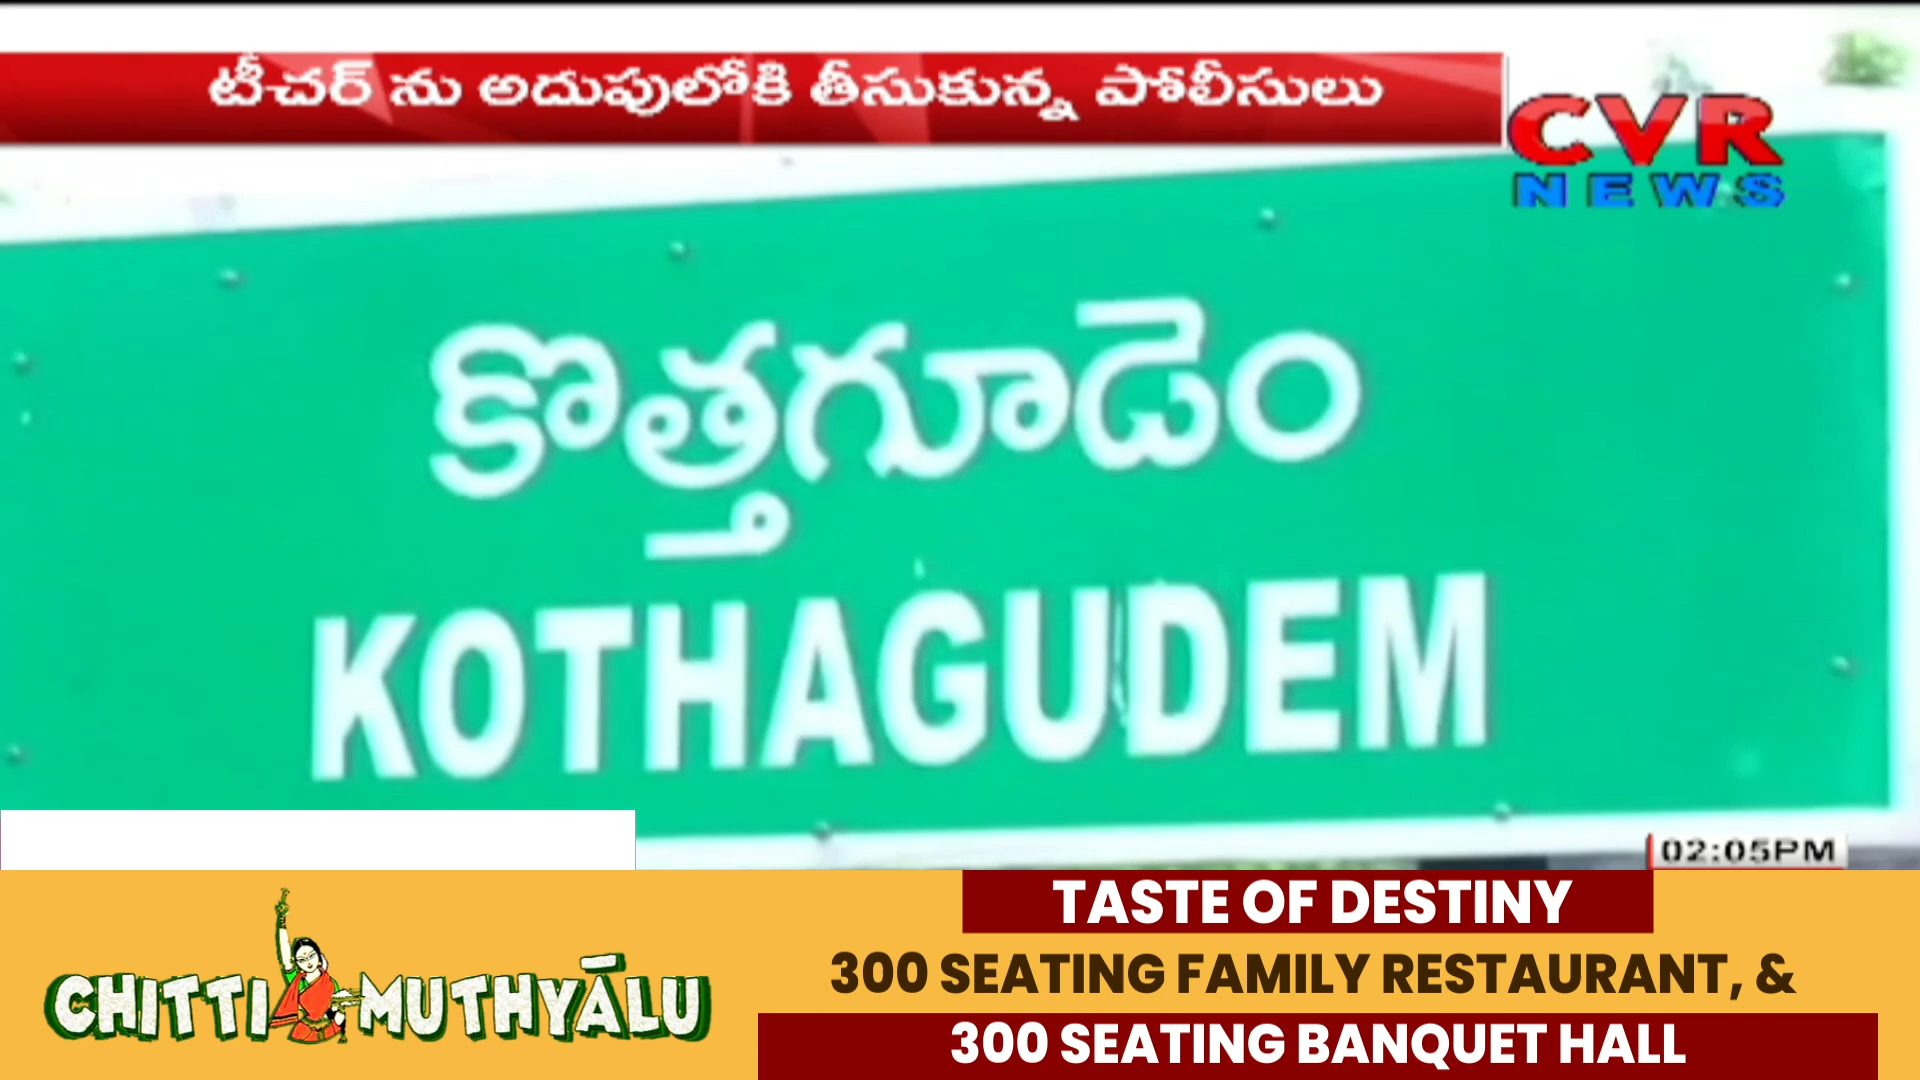 టీచర్ ను అదుపులోకి తీసుకున్న పోలీసులు
CVR
NEWS
కొత్తగూడెం
KOTHAGUDEM
02:05PM
CHITTI MUTHYĀLU
TASTE OF DESTINY
300 SEATING FAMILY RESTAURANT, &
300 SEATING BANQUET HALL